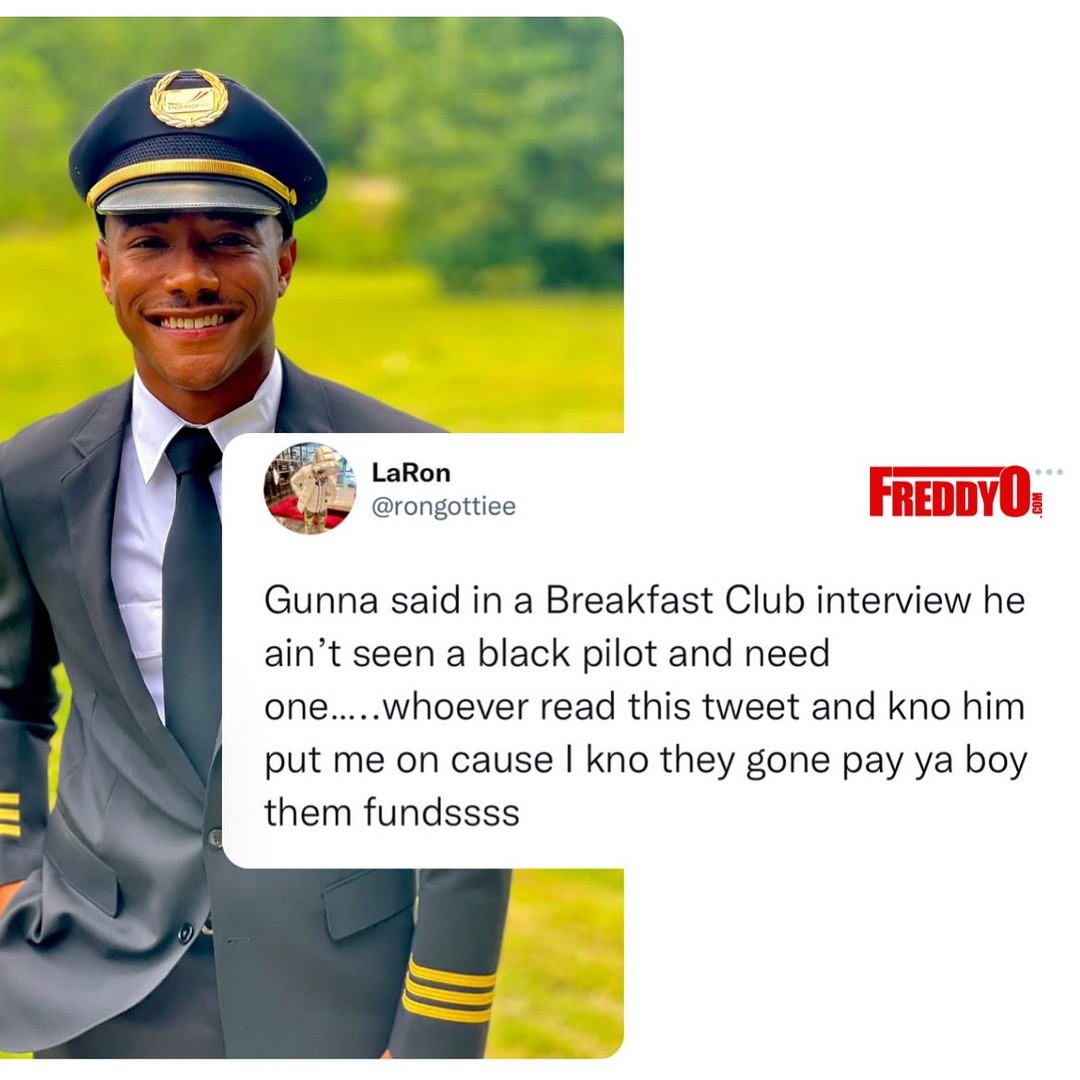 ENDEAVOR AIR
LaRon
@rongottiee
FREDDYO.COM
Gunna said in a Breakfast Club interview he
ain’t seen a black pilot and need
one…..whoever read this tweet and kno him
put me on cause I kno they gone pay ya boy
them fundssss